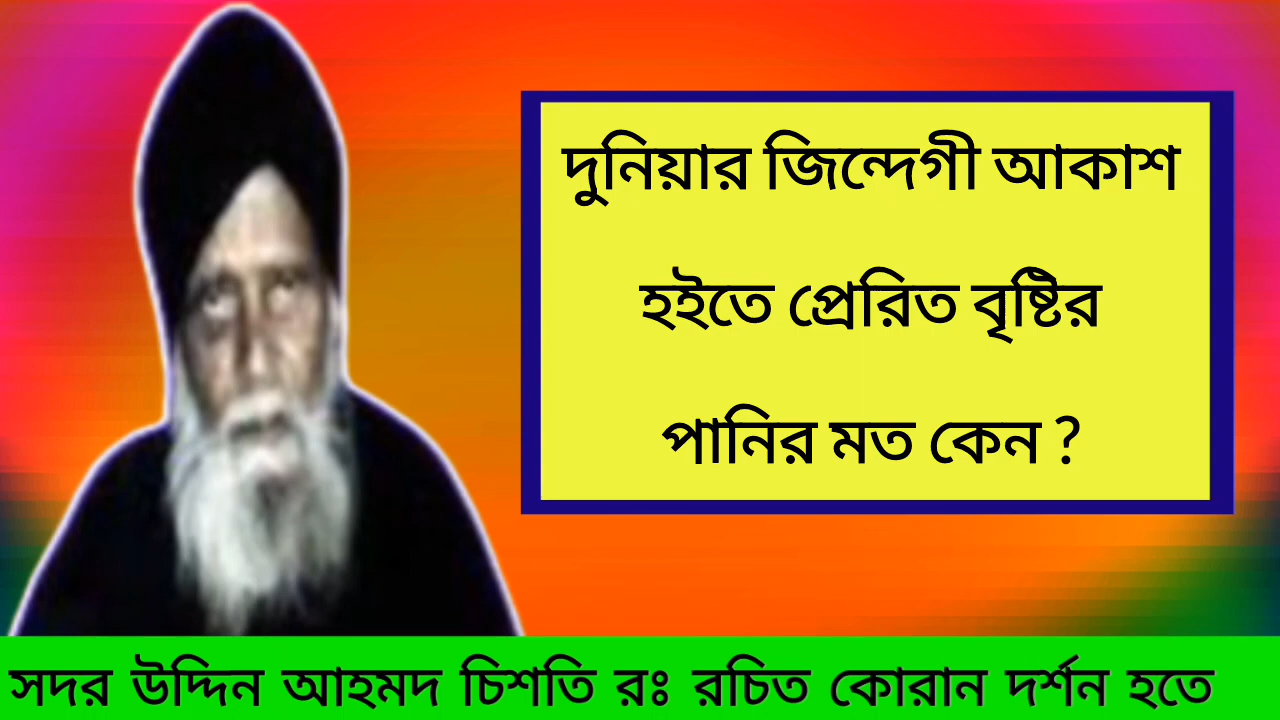 দুনিয়ার জিন্দেগী আকাশ
হইতে প্রেরিত বৃষ্টির
পানির মত কেন ?
সদর উদ্দিন আহমদ চিশতি রঃ রচিত কোরান দর্শন হতে